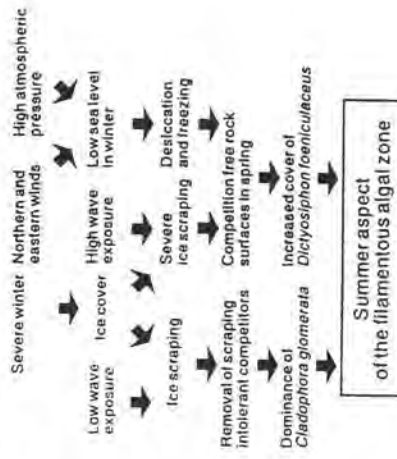 Severe winter
Northern and
eastern winds
High atmospheric
pressure
Low wave
exposure
Ice cover
High wave
exposure
Low sea level
in winter
Ice scraping
Severe
ice scraping
Desiccation
and freezing
Removal of scraping
intolerant competitors
Competition free rock
surfaces in spring
Dominance of
Cladophora glomerata
Increased cover of
Dictyosiphon foeniculaceus
Summer aspect
of the filamentous algal zone